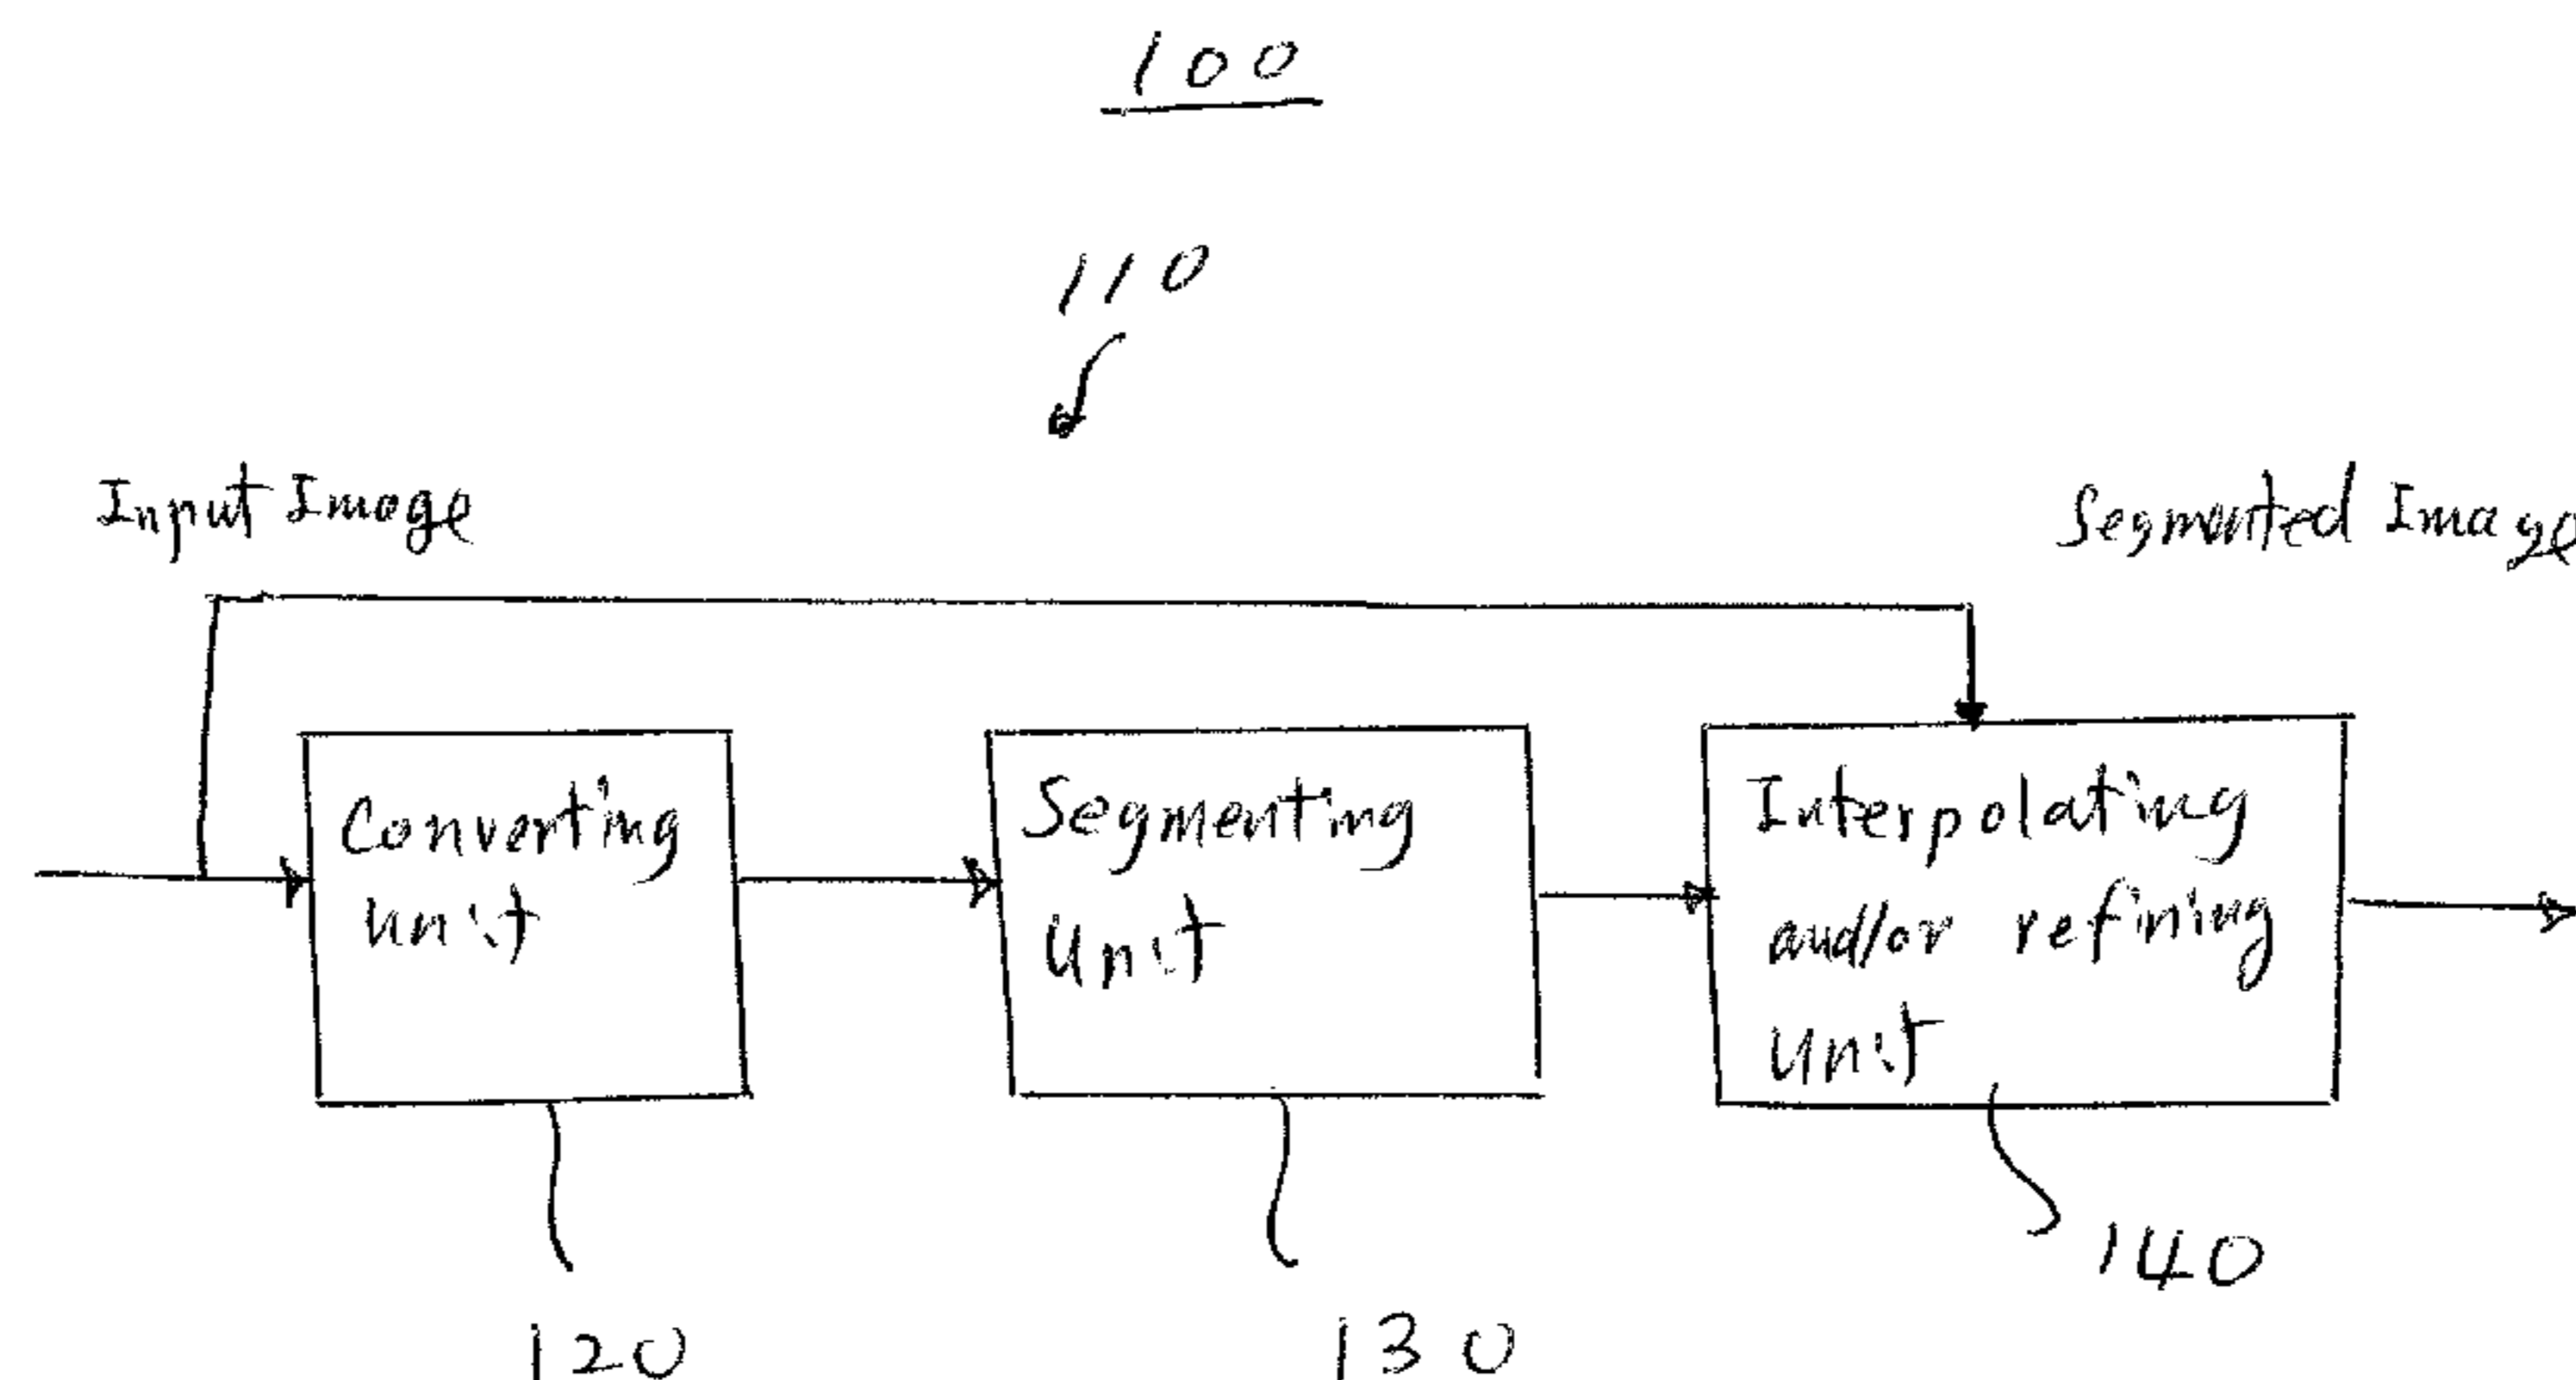 100
110
Input Image
Segmented Image
Converting
unit
Segmenting
Unit
Interpolating
and/or refining
Unit
120
130
140